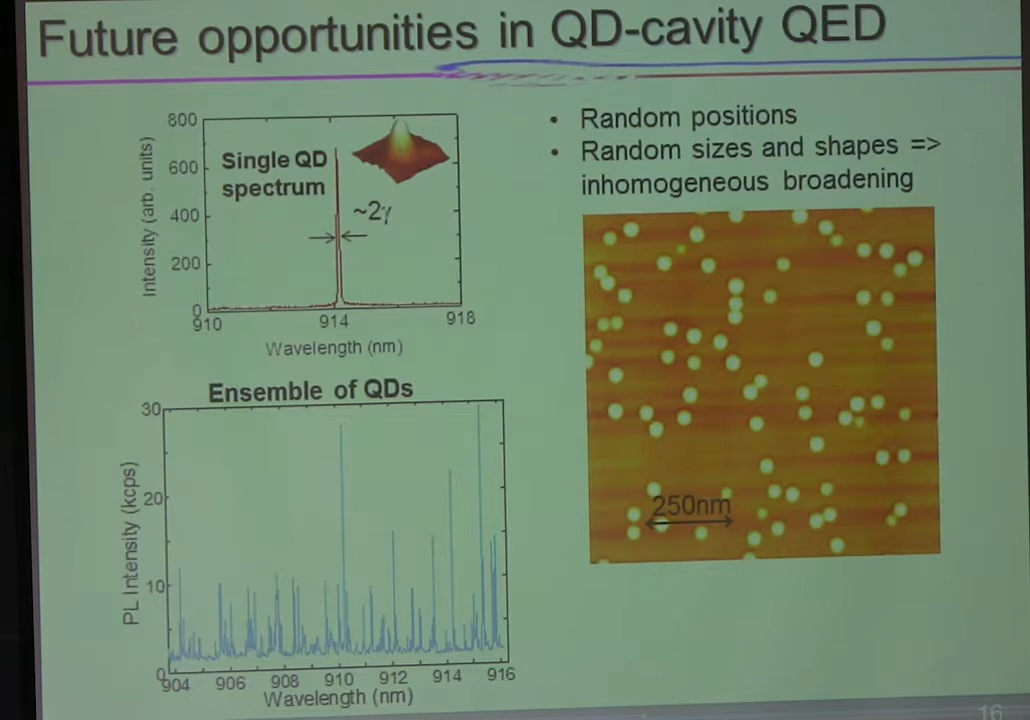 Future opportunities in QD-cavity QED
800
600
400
200
0
Intensity (arb. units)
Single QD
spectrum
~2γ
910
914
918
Wavelength (nm)
• Random positions
• Random sizes and shapes =>
inhomogeneous broadening
250nm
Ensemble of QDs
30
20
10
0
PL Intensity (kcps)
904
906
908
910
912
914
916
Wavelength (nm)
16